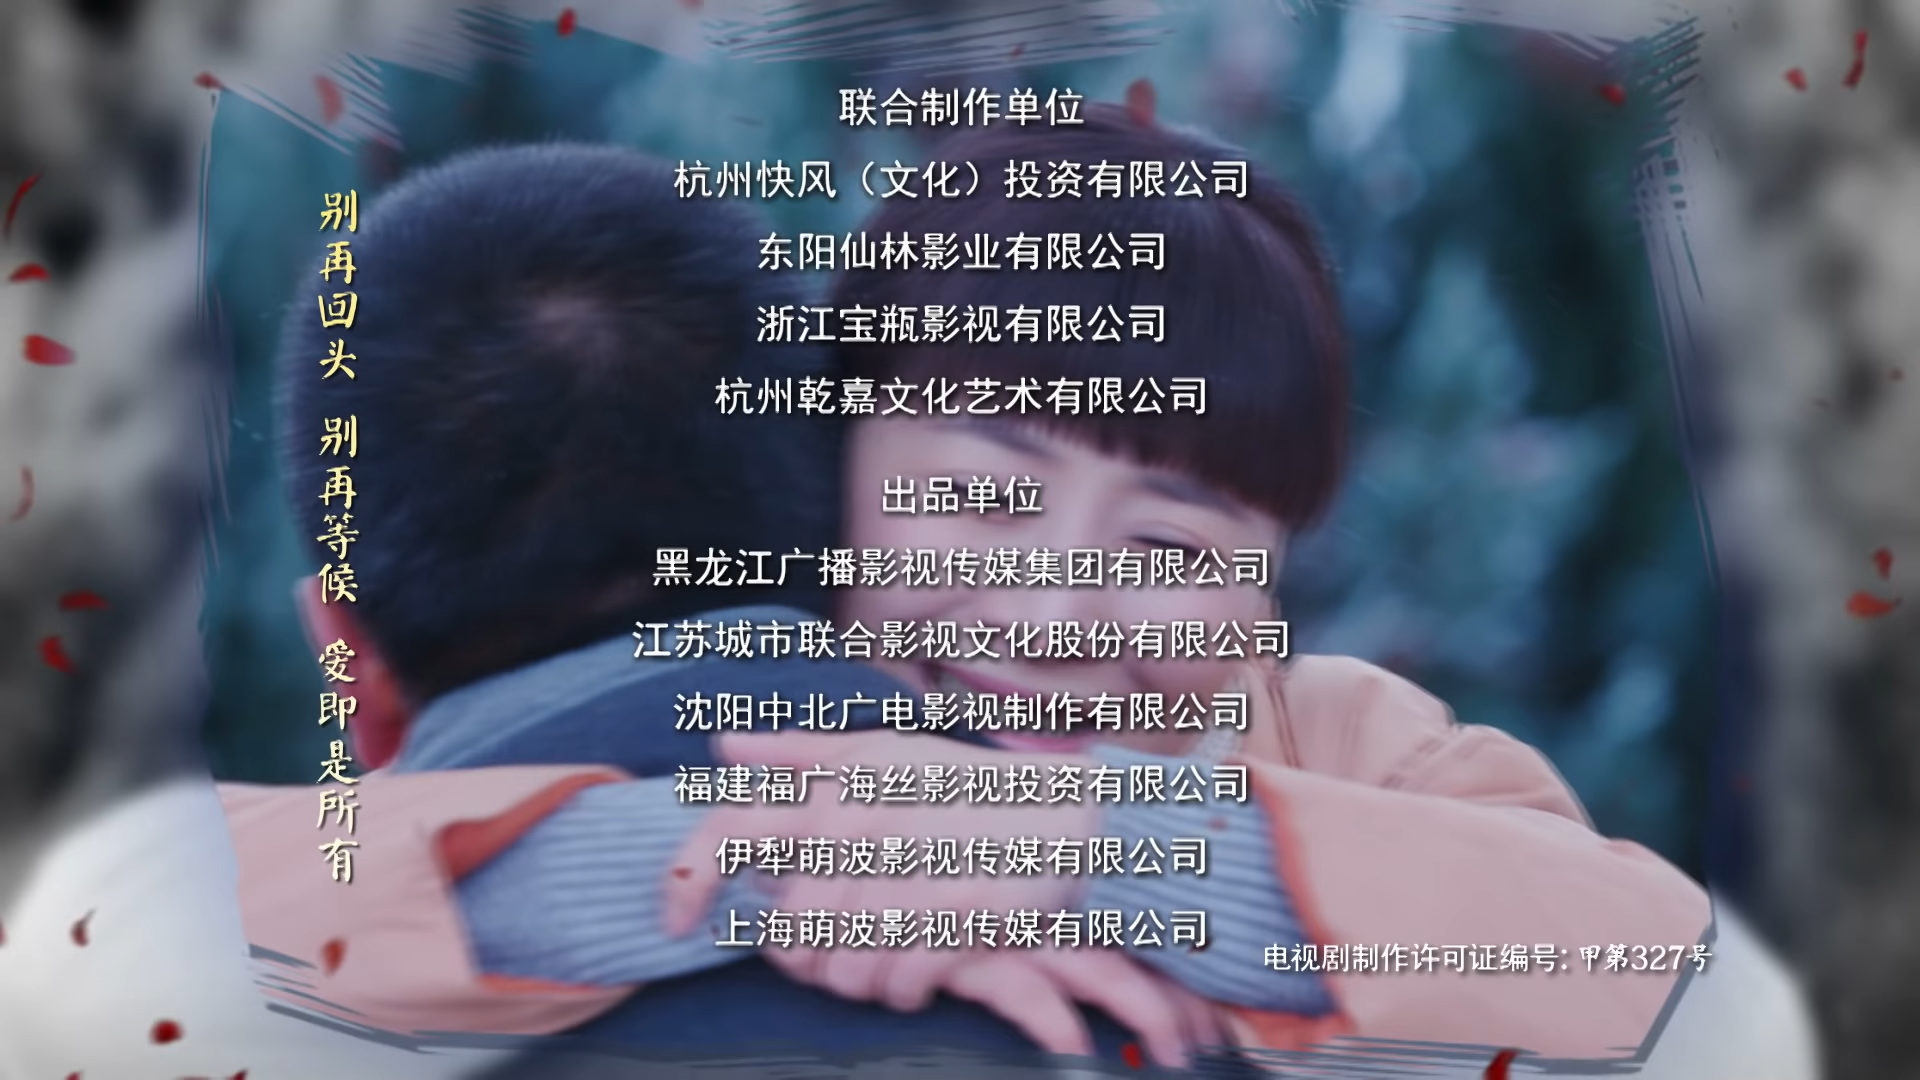 别再回头 别再等候 爱即是所有
联合制作单位
杭州快风（文化）投资有限公司
东阳仙林影业有限公司
浙江宝瓶影视有限公司
杭州乾嘉文化艺术有限公司
出品单位
黑龙江广播影视传媒集团有限公司
江苏城市联合影视文化股份有限公司
沈阳中北广电影视制作有限公司
福建福广海丝影视投资有限公司
伊犁萌波影视传媒有限公司
上海萌波影视传媒有限公司
电视剧制作许可证编号：甲第327号